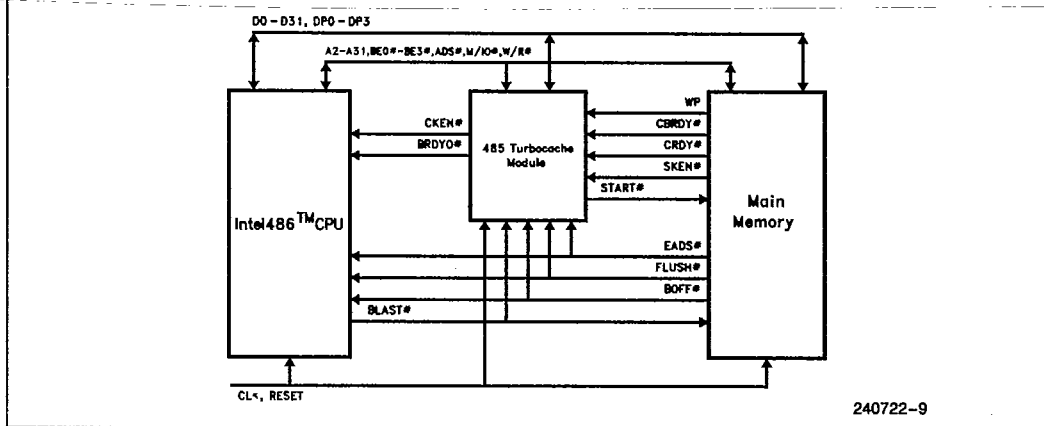 D0-D31, DP0-DP3
A2-A31,BE0#-BE3#,ADS#,M/IO#,W/R#
CKEN#
BRDYO#
485 Turbocache
Module
WP
CBRDY#
CRDY#
SKEN#
START#
Intel486™CPU
Main
Memory
EADS#
FLUSH#
BOFF#
BLAST#
CLK, RESET
240722-9